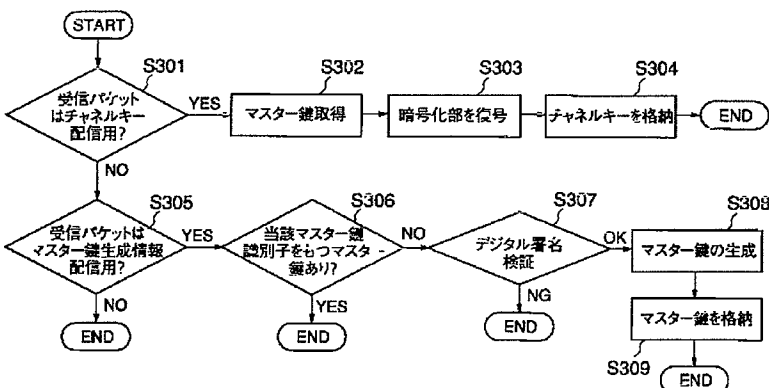 START
S301
受信パケット
はチャネルキー
配信用?
YES
NO
S302
マスター鍵取得
S303
暗号化部を復号
S304
チャネルキーを格納
END
S305
受信パケットは
マスター鍵生成情報
配信用?
YES
NO
END
S306
当該マスター鍵
識別子をもつマスター
鍵あり?
NO
YES
END
S307
デジタル署名
検証
OK
NG
END
S308
マスター鍵の生成
マスター鍵を格納
S309
END